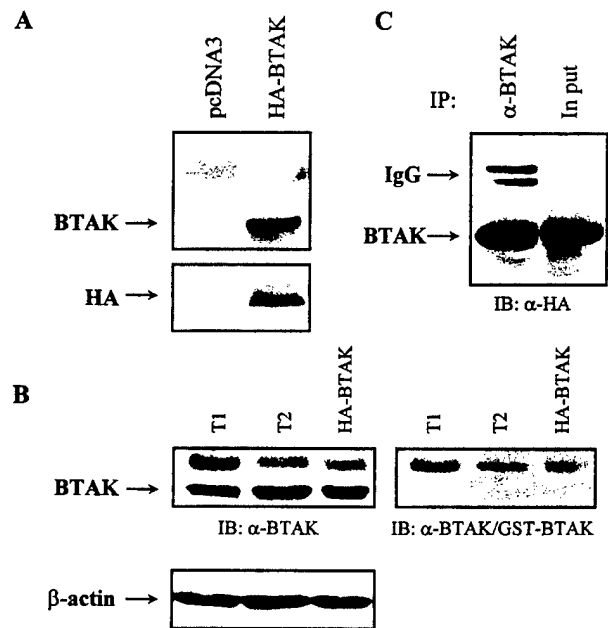 A
pcDNA3
HA-BTAK
BTAK →
HA →
C
IP:
α-BTAK
In put
IgG →
BTAK→
IB: α-HA
B
T1
T2
HA-BTAK
BTAK →
IB: α-BTAK
T1
T2
HA-BTAK
IB: α-BTAK/GST-BTAK
β-actin →